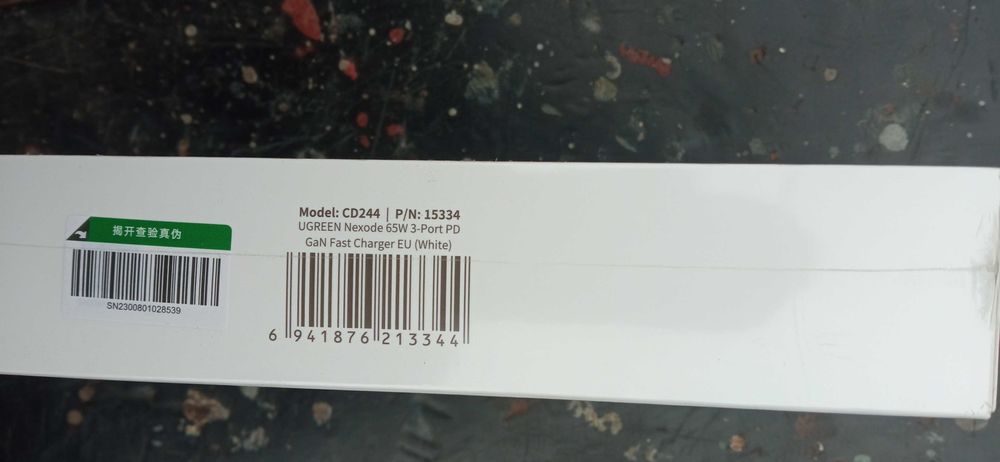 揭开查验真伪
SN2300801028539
Model: CD244 | P/N: 15334
UGREEN Nexode 65W 3-Port PD
GaN Fast Charger EU (White)
6 941876 213344